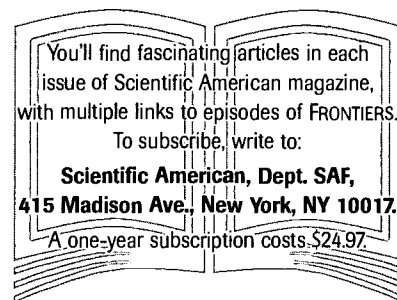 You'll find fascinating articles in each
issue of Scientific American magazine,
with multiple links to episodes of FRONTIERS.
To subscribe, write to:
Scientific American, Dept. SAF,
415 Madison Ave., New York, NY 10017.
A one-year subscription costs $24.97.